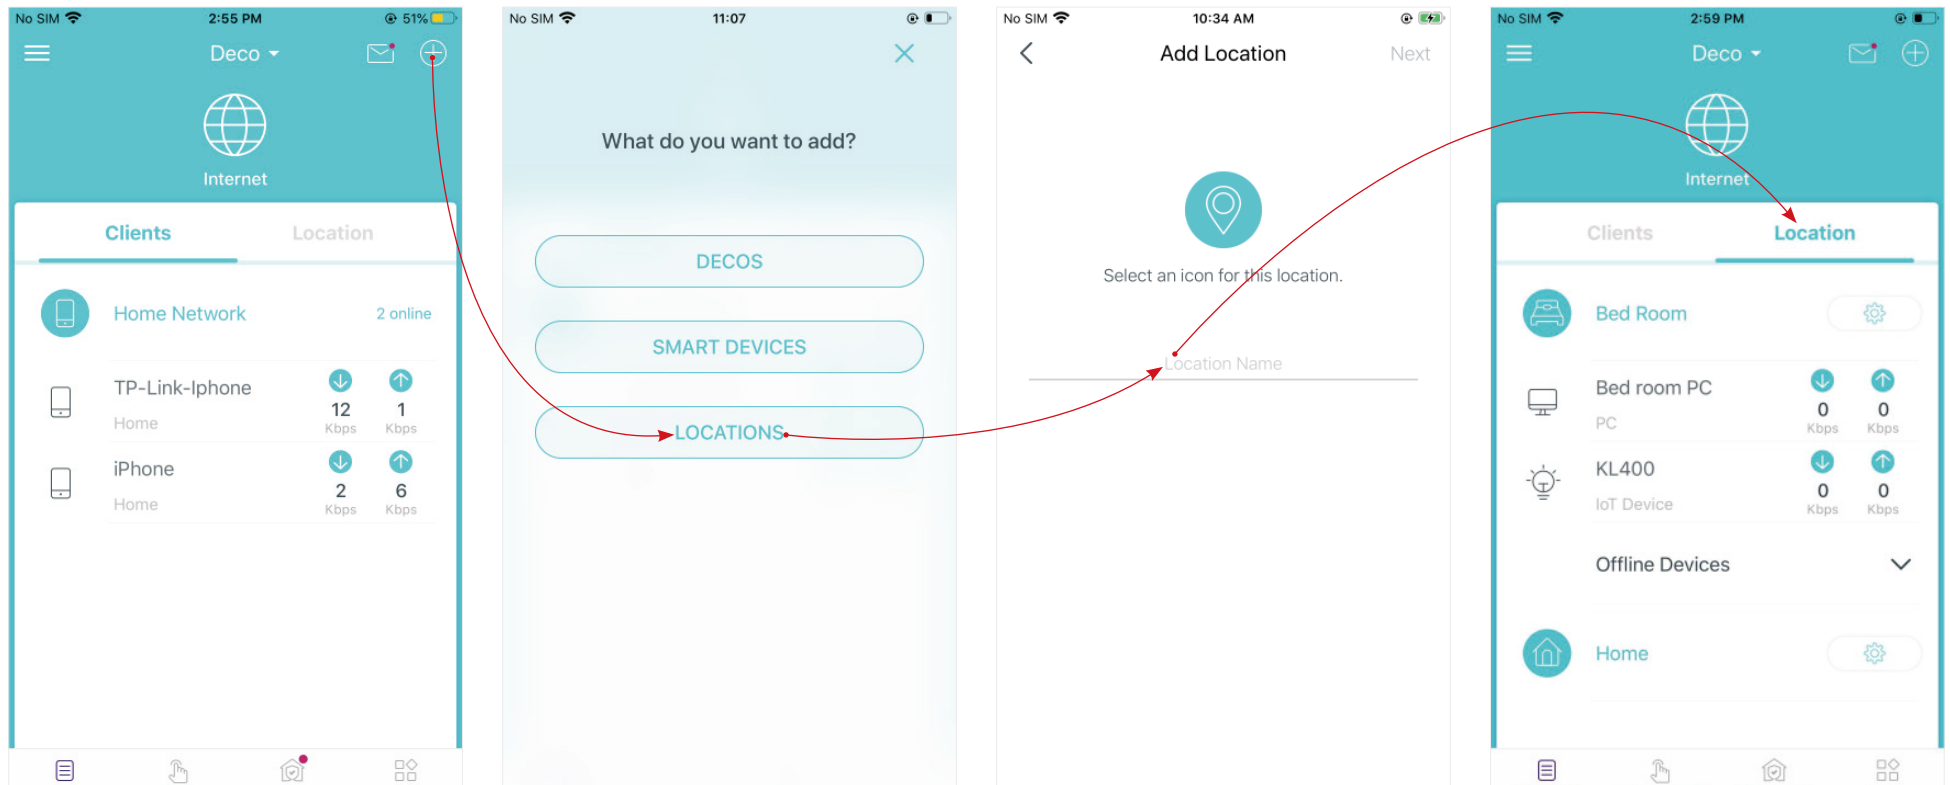 No SIM 2:55 PM 51%
Deco
Internet
Clients Location
Home Network 2 online
TP-Link-Iphone 12 1
Home Kbps Kbps
iPhone 2 6
Home Kbps Kbps
No SIM 11:07
What do you want to add?
DECOS
SMART DEVICES
LOCATIONS
No SIM 10:34 AM
Add Location Next
Select an icon for this location.
Location Name
No SIM 2:59 PM
Deco
Internet
Clients Location
Bed Room
Bed room PC 0 0
PC Kbps Kbps
KL400 0 0
IoT Device Kbps Kbps
Offline Devices
Home